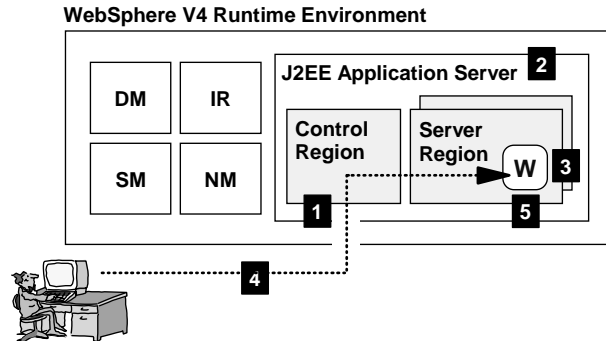 WebSphere V4 Runtime Environment
J2EE Application Server 2
DM IR
Control Region
Server Region
SM NM
W 3
1 5
4